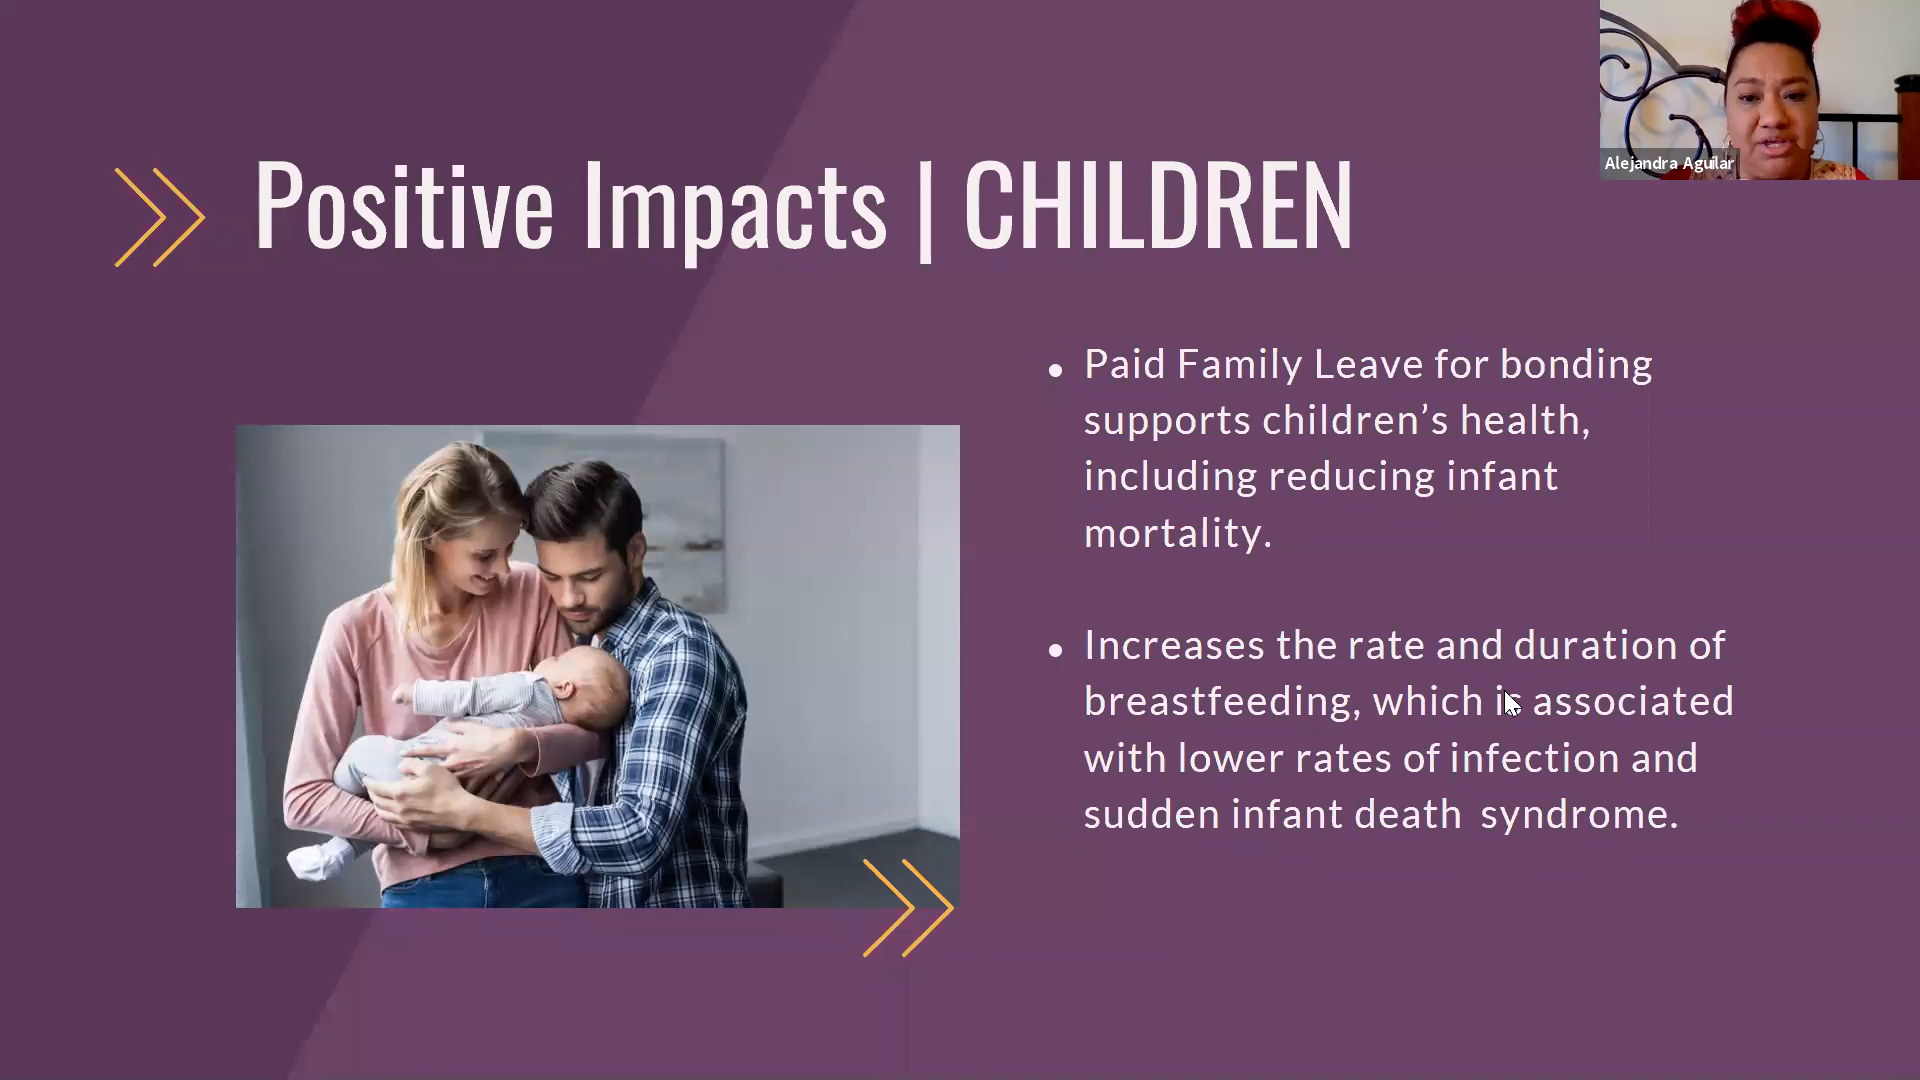 Alejandra Aguilar
Positive Impacts | CHILDREN
• Paid Family Leave for bonding
supports children’s health,
including reducing infant
mortality.
• Increases the rate and duration of
breastfeeding, which is associated
with lower rates of infection and
sudden infant death syndrome.